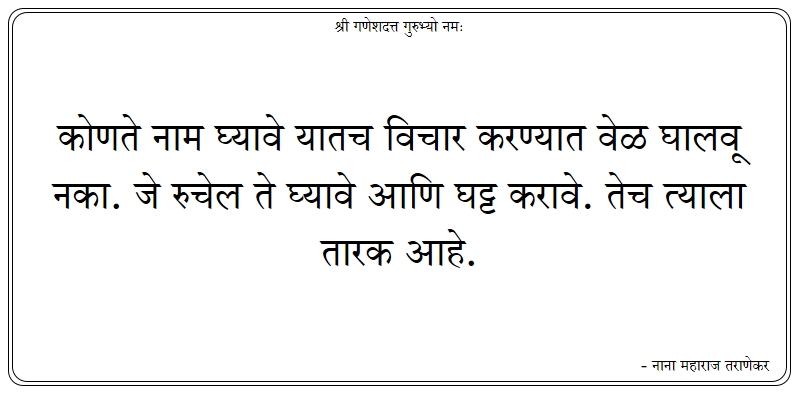 श्री गणेशदत्त गुरुभ्यो नमः
कोणते नाम घ्यावे यातच विचार करण्यात वेळ घालवू
नका. जे रुचेल ते घ्यावे आणि घट्ट करावे. तेच त्याला
तारक आहे.
- नाना महाराज तराणेकर